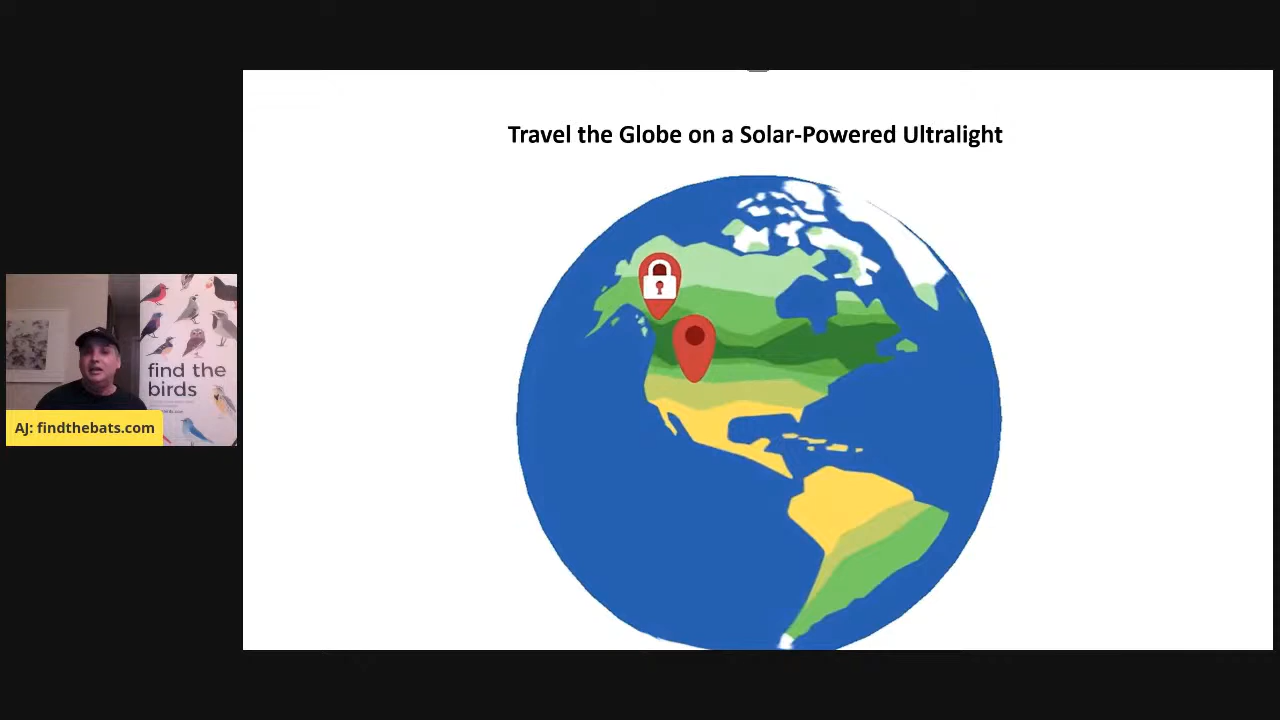 Travel the Globe on a Solar-Powered Ultralight
find the
birds
AJ: findthebats.com